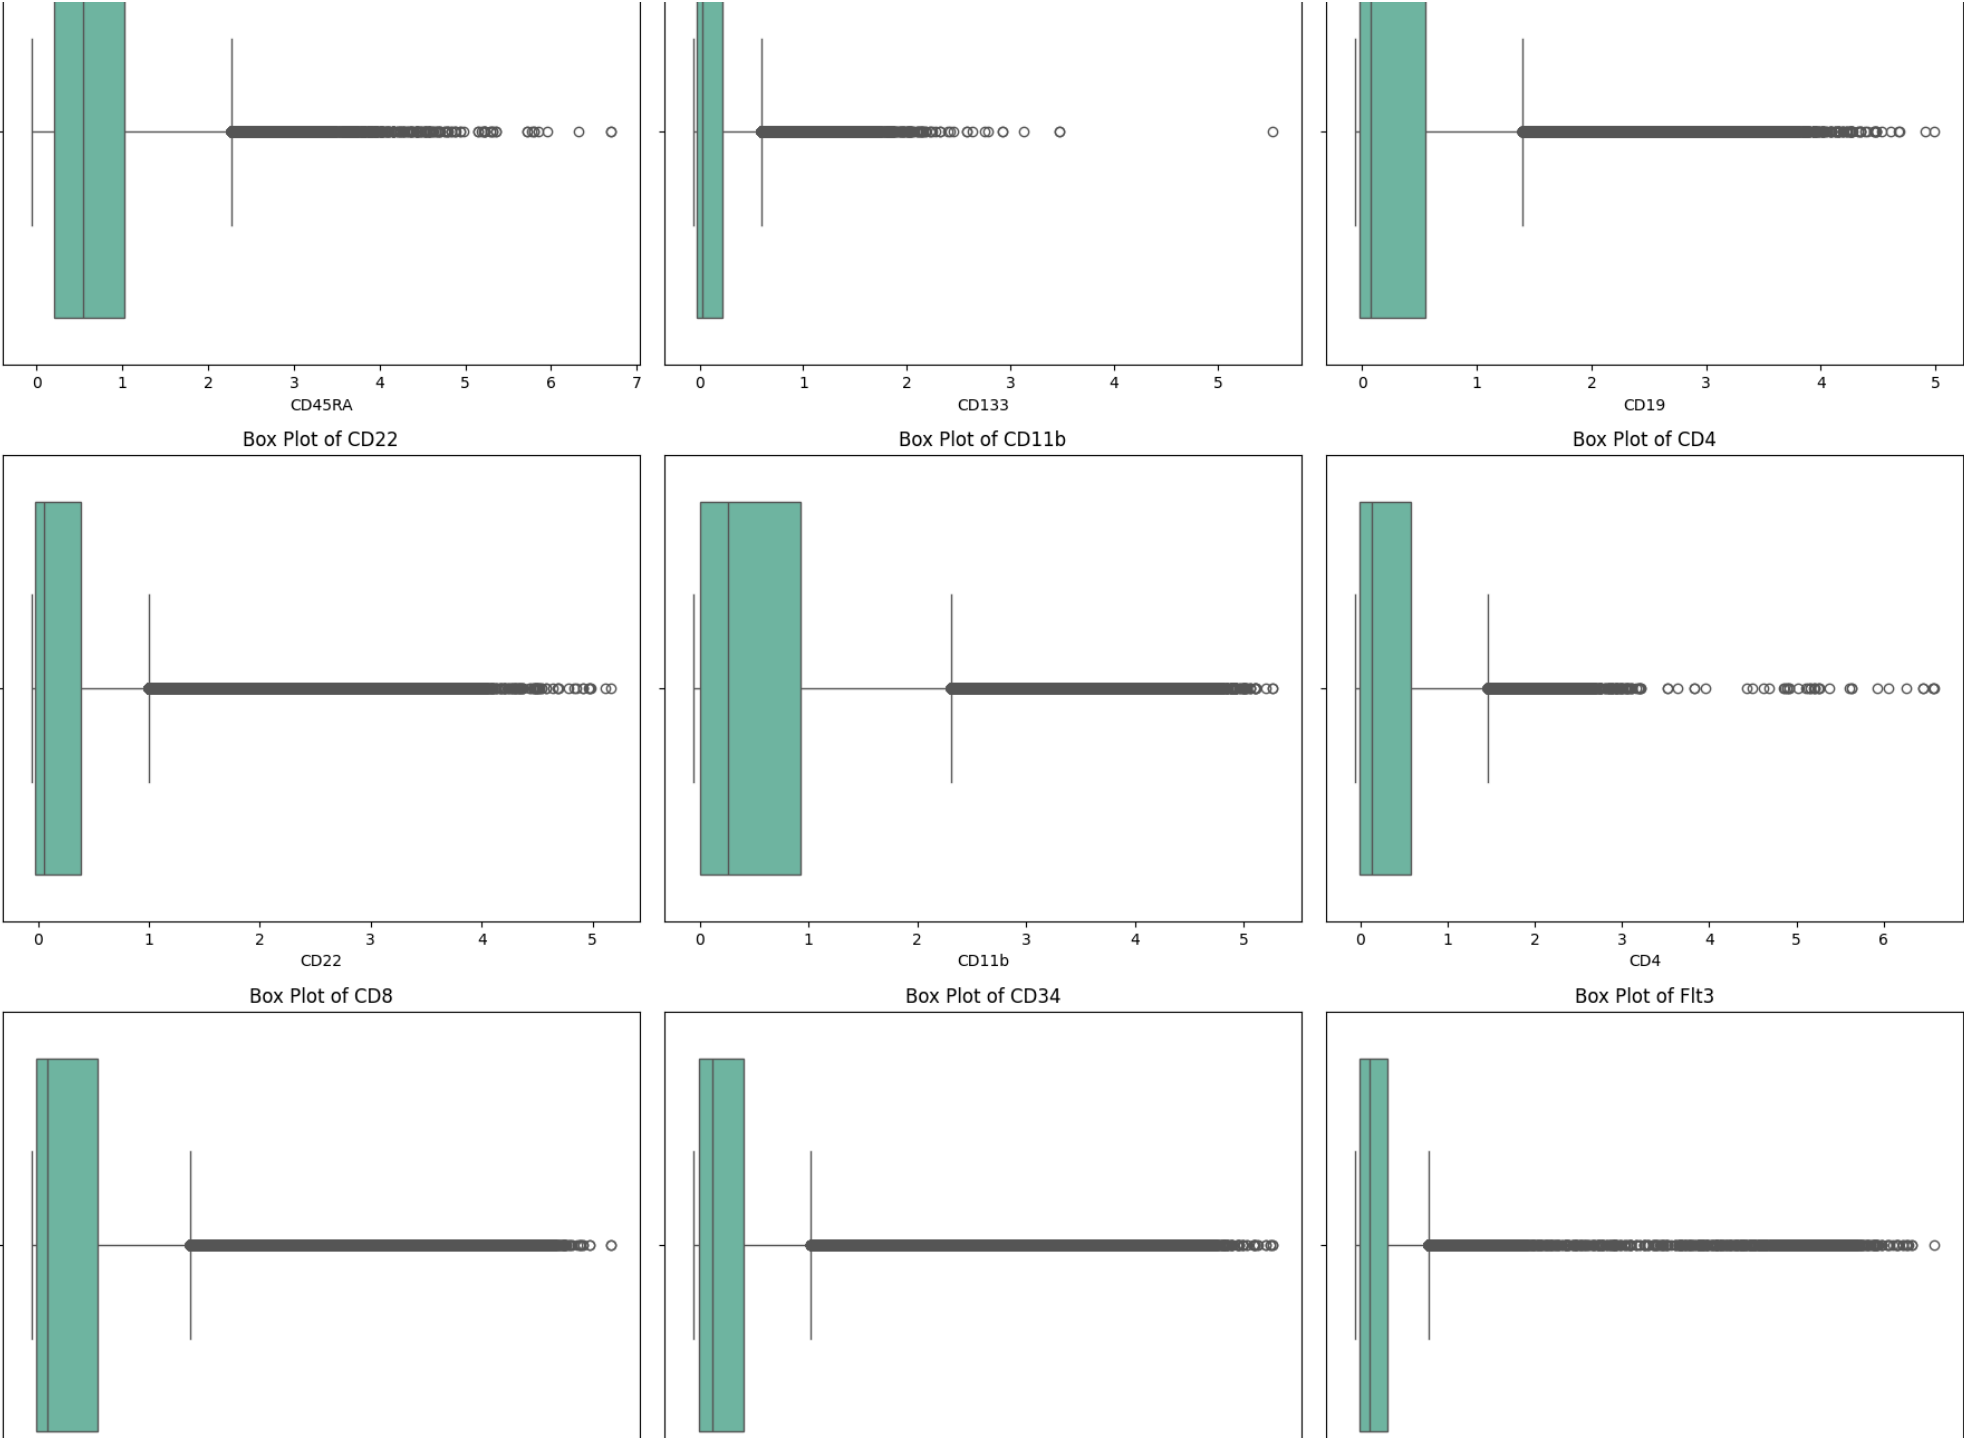 0 1 2 3 4 5 6 7
CD45RA
0 1 2 3 4 5
CD133
0 1 2 3 4 5
CD19
Box Plot of CD22
Box Plot of CD11b
Box Plot of CD4
0 1 2 3 4 5
CD22
0 1 2 3 4 5
CD11b
0 1 2 3 4 5 6
CD4
Box Plot of CD8
Box Plot of CD34
Box Plot of Flt3